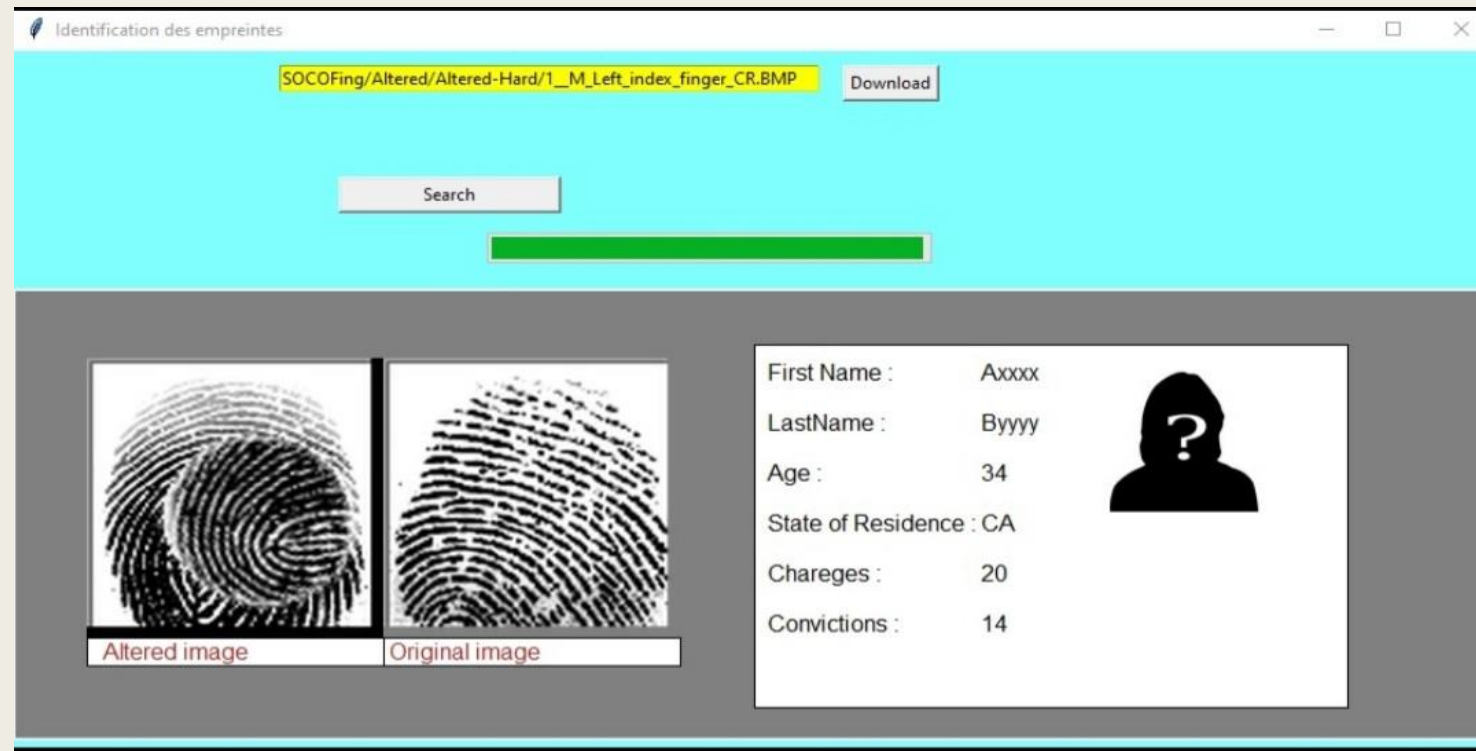 Identification des empreintes
SOCOFing/Altered/Altered-Hard/1__M_Left_index_finger_CR.BMP
Download
Search
First Name : Axxxx
LastName : Byyyy
Age : 34
State of Residence : CA
Chareges : 20
Convictions : 14
?
Altered image
Original image